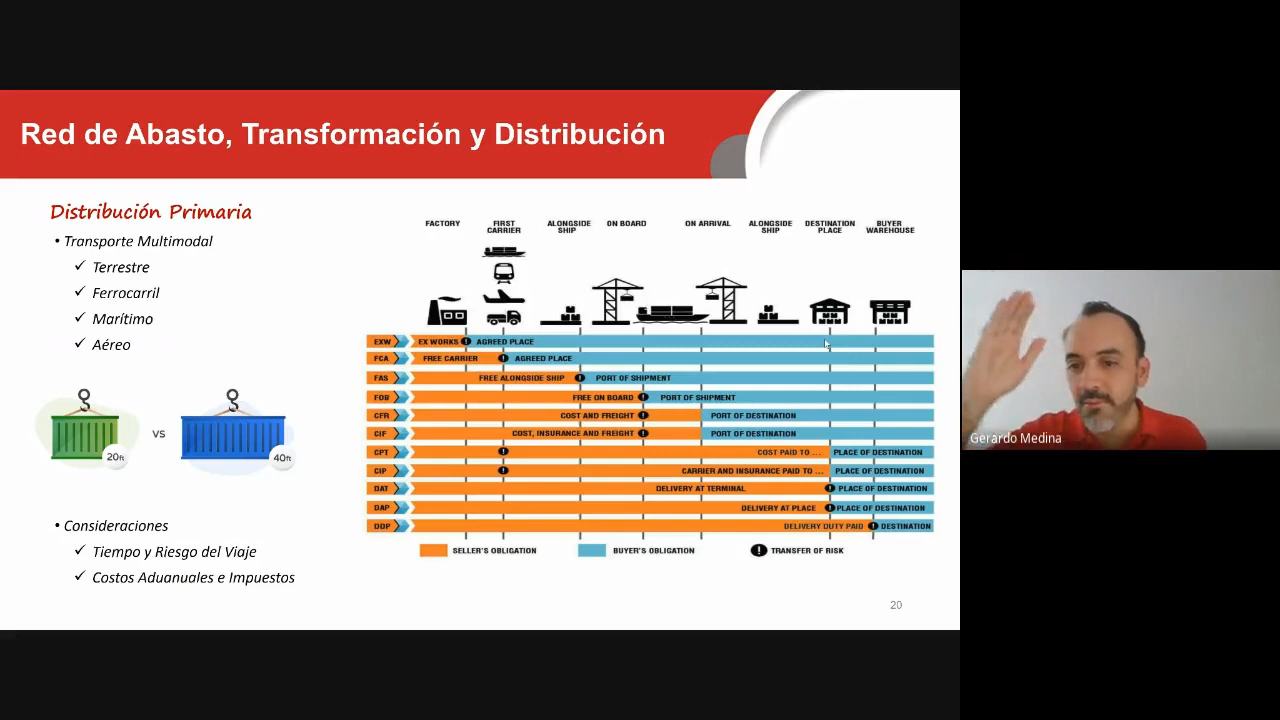 Red de Abasto, Transformación y Distribución
Distribución Primaria
• Transporte Multimodal
✓ Terrestre
✓ Ferrocarril
✓ Marítimo
✓ Aéreo
20ft
vs
40ft
• Consideraciones
✓ Tiempo y Riesgo del Viaje
✓ Costos Aduanuales e Impuestos
FACTORY
FIRST
CARRIER
ALONGSIDE
SHIP
ON BOARD
ON ARRIVAL
ALONGSIDE
SHIP
DESTINATION
PLACE
BUYER
WAREHOUSE
EXW EX WORKS AGREED PLACE
FCA FREE CARRIER AGREED PLACE
FAS FREE ALONGSIDE SHIP PORT OF SHIPMENT
FOB FREE ON BOARD PORT OF SHIPMENT
CFR COST AND FREIGHT PORT OF DESTINATION
CIF COST, INSURANCE AND FREIGHT PORT OF DESTINATION
CPT COST PAID TO ... PLACE OF DESTINATION
CIP CARRIER AND INSURANCE PAID TO ... PLACE OF DESTINATION
DAT DELIVERY AT TERMINAL PLACE OF DESTINATION
DAP DELIVERY AT PLACE PLACE OF DESTINATION
DDP DELIVERY DUTY PAID DESTINATION
SELLER'S OBLIGATION
BUYER'S OBLIGATION
TRANSFER OF RISK
20
Gerardo Medina